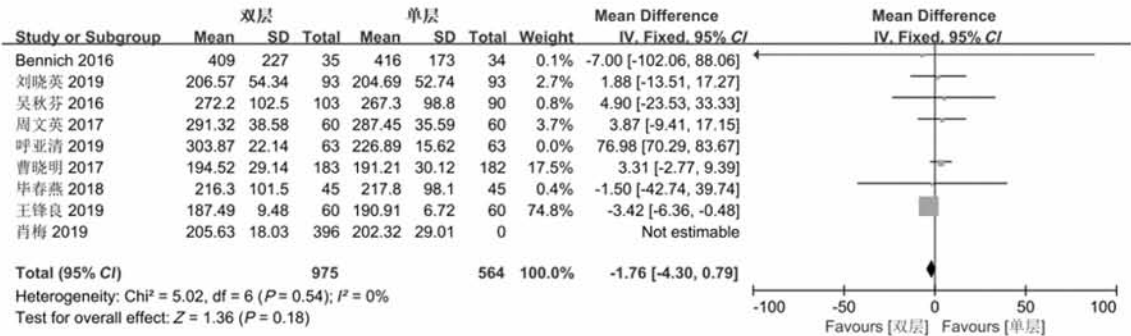 双层 单层 Mean Difference Mean Difference
Study or Subgroup Mean SD Total Mean SD Total Weight IV, Fixed, 95% CI IV, Fixed, 95% CI
Bennich 2016 409 227 35 416 173 34 0.1% -7.00 [-102.06, 88.06]
刘晓英 2019 206.57 54.34 93 204.69 52.74 93 2.7% 1.88 [-13.51, 17.27]
吴秋芬 2016 272.2 102.5 103 267.3 98.8 90 0.8% 4.90 [-23.53, 33.33]
周文英 2017 291.32 38.58 60 287.45 35.59 60 3.7% 3.87 [-9.41, 17.15]
呼亚清 2019 303.87 22.14 63 226.89 15.62 63 0.0% 76.98 [70.29, 83.67]
曹晓明 2017 194.52 29.14 183 191.21 30.12 182 17.5% 3.31 [-2.77, 9.39]
毕春燕 2018 216.3 101.5 45 217.8 98.1 45 0.4% -1.50 [-42.74, 39.74]
王锋良 2019 187.49 9.48 60 190.91 6.72 60 74.8% -3.42 [-6.36, -0.48]
肖梅 2019 205.63 18.03 396 202.32 29.01 0 Not estimable
Total (95% CI) 975 564 100.0% -1.76 [-4.30, 0.79]
Heterogeneity: Chi² = 5.02, df = 6 (P = 0.54); I² = 0%
Test for overall effect: Z = 1.36 (P = 0.18)
-100 -50 0 50 100
Favours [双层] Favours [单层]